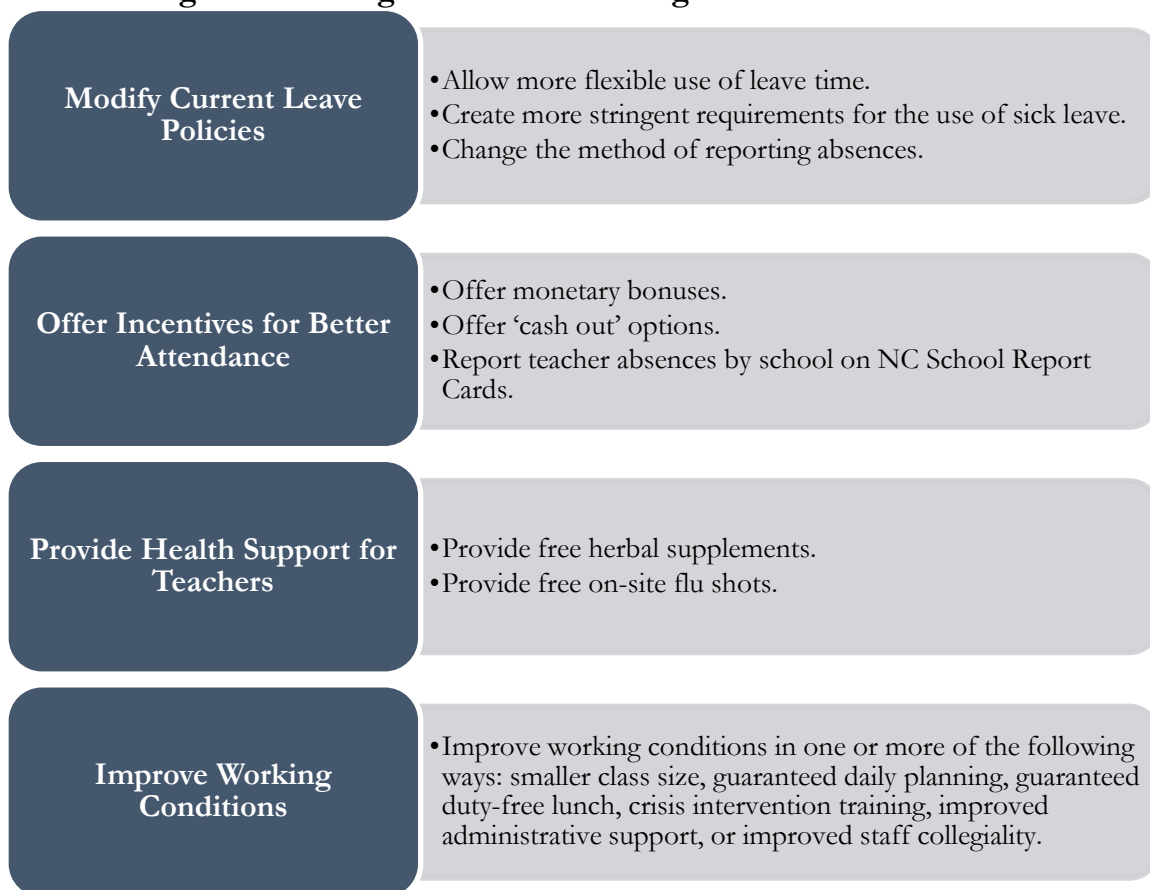 Modify Current Leave
Policies
•Allow more flexible use of leave time.
•Create more stringent requirements for the use of sick leave.
•Change the method of reporting absences.
Offer Incentives for Better
Attendance
•Offer monetary bonuses.
•Offer ‘cash out’ options.
•Report teacher absences by school on NC School Report
Cards.
Provide Health Support for
Teachers
•Provide free herbal supplements.
•Provide free on-site flu shots.
Improve Working
Conditions
•Improve working conditions in one or more of the following
ways: smaller class size, guaranteed daily planning, guaranteed
duty-free lunch, crisis intervention training, improved
administrative support, or improved staff collegiality.